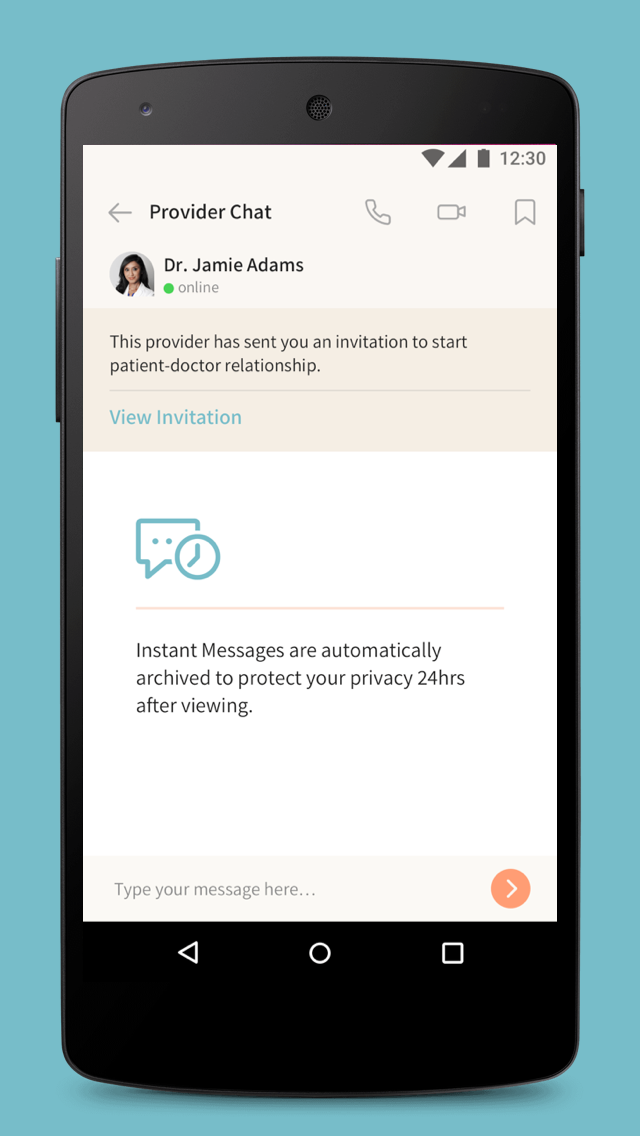 12:30
Provider Chat
Dr. Jamie Adams
online
This provider has sent you an invitation to start
patient-doctor relationship.
View Invitation
Instant Messages are automatically
archived to protect your privacy 24hrs
after viewing.
Type your message here…